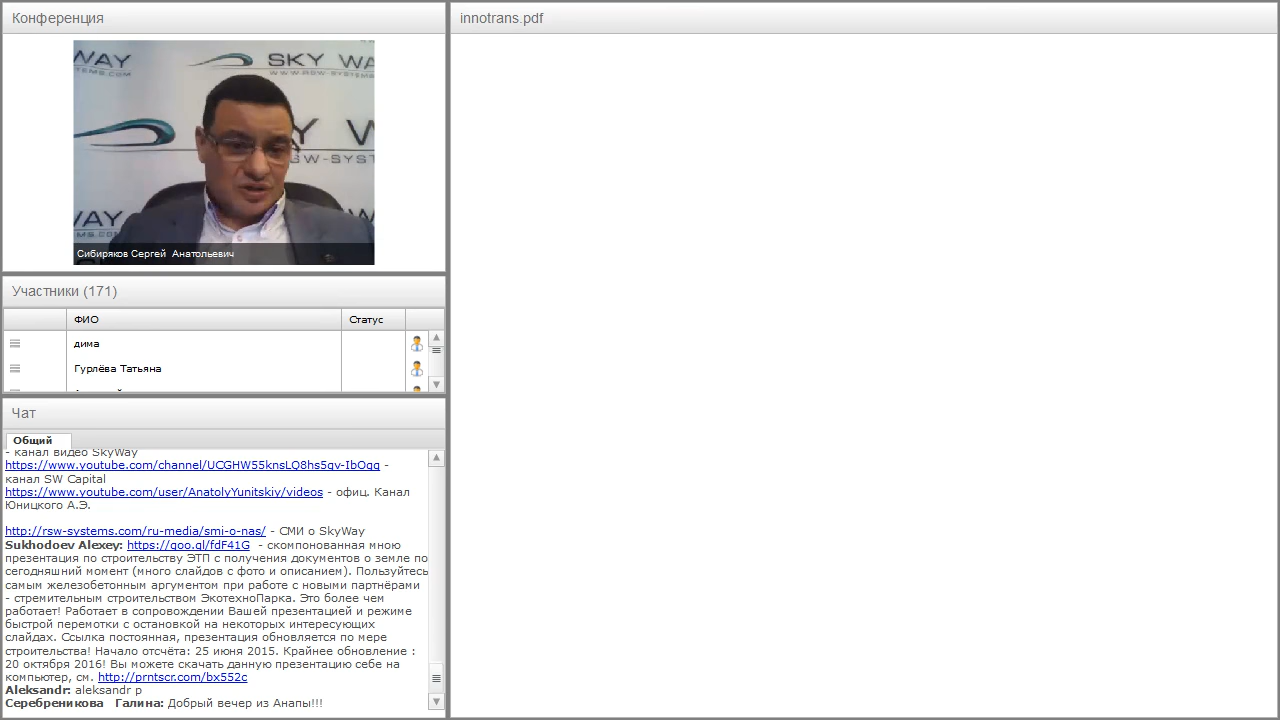 Конференция
innotrans.pdf
WAY
SKY WA
WWW.RSW-SYSTEMS
EMS.COM
Y W
RSW-SYST
WAY
EMS.COM
Сибиряков Сергей Анатольевич
Участники (171)
ФИО Статус
дима
Гурлёва Татьяна
Чат
Общий
- канал видео SkyWay
https://www.youtube.com/channel/UCGHW55knsLQ8hs5gv-IbOgg -
канал SW Capital
https://www.youtube.com/user/AnatolyYunitskiy/videos - офиц. Канал
Юницкого А.Э.
http://rsw-systems.com/ru-media/smi-o-nas/ - СМИ о SkyWay
Sukhodoev Alexey: https://goo.gl/fdF41G - скомпонованная мною
презентация по строительству ЭТП с получения документов о земле по
сегодняшний момент (много слайдов с фото и описанием). Пользуйтесь
самым железобетонным аргументом при работе с новыми партнёрами
- стремительным строительством ЭкотехноПарка. Это более чем
работает! Работает в сопровождении Вашей презентацией и режиме
быстрой перемотки с остановкой на некоторых интересующих
слайдах. Ссылка постоянная, презентация обновляется по мере
строительства! Начало отсчёта: 25 июня 2015. Крайнее обновление :
20 октября 2016! Вы можете скачать данную презентацию себе на
компьютер, см. http://prntscr.com/bx552c
Aleksandr: aleksandr p
Серебреникова Галина: Добрый вечер из Анапы!!!